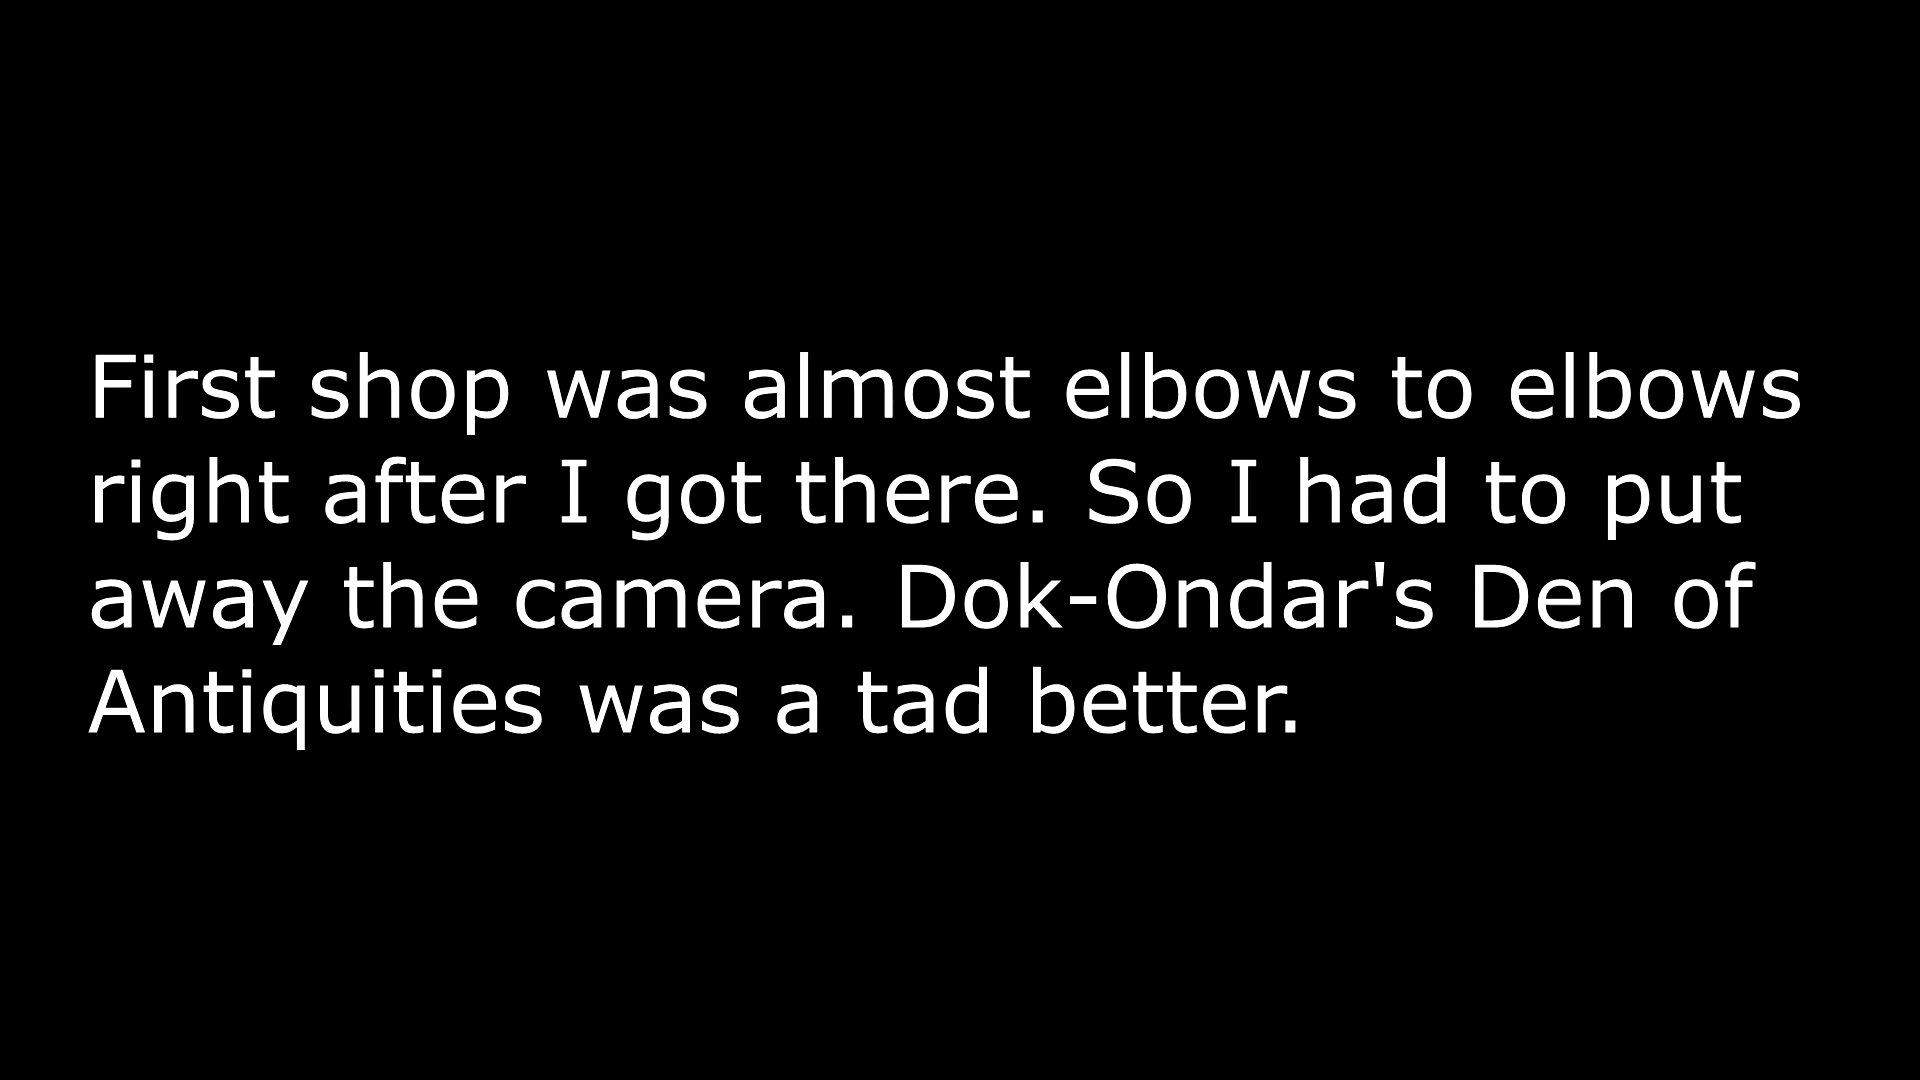 First shop was almost elbows to elbows
right after I got there. So I had to put
away the camera. Dok-Ondar's Den of
Antiquities was a tad better.